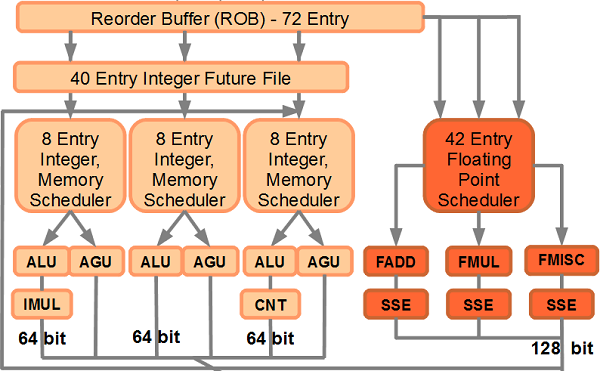 Reorder Buffer (ROB) - 72 Entry
40 Entry Integer Future File
8 Entry
Integer,
Memory
Scheduler
8 Entry
Integer,
Memory
Scheduler
8 Entry
Integer,
Memory
Scheduler
42 Entry
Floating
Point
Scheduler
ALU AGU ALU AGU ALU AGU FADD FMUL FMISC
IMUL CNT SSE SSE SSE
64 bit 64 bit 64 bit 128 bit